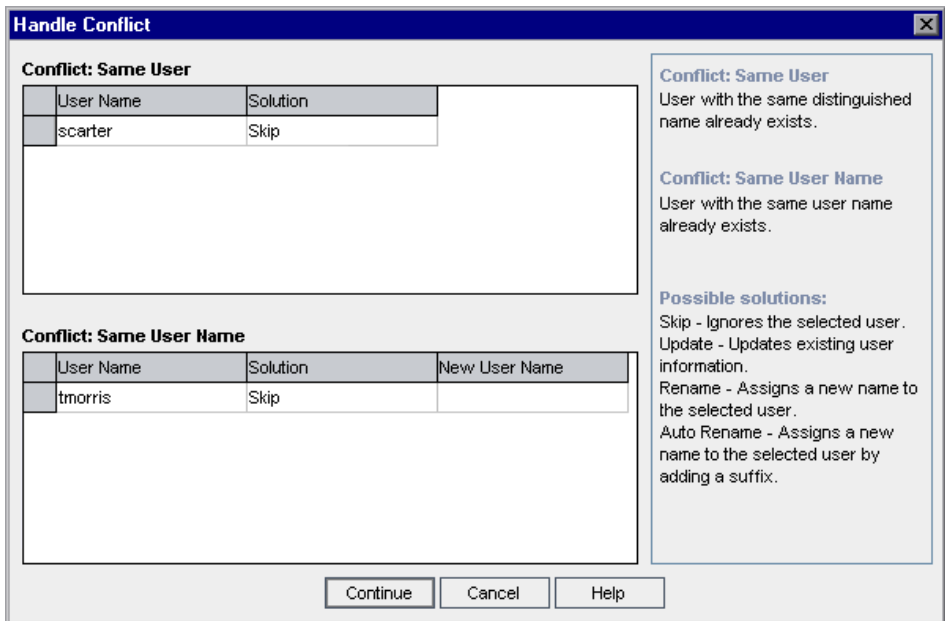 Handle Conflict
Conflict: Same User
User Name Solution
scarter Skip
Conflict: Same User Name
User Name Solution New User Name
tmorris Skip
Conflict: Same User
User with the same distinguished
name already exists.
Conflict: Same User Name
User with the same user name
already exists.
Possible solutions:
Skip - Ignores the selected user.
Update - Updates existing user
information.
Rename - Assigns a new name to
the selected user.
Auto Rename - Assigns a new
name to the selected user by
adding a suffix.
Continue Cancel Help